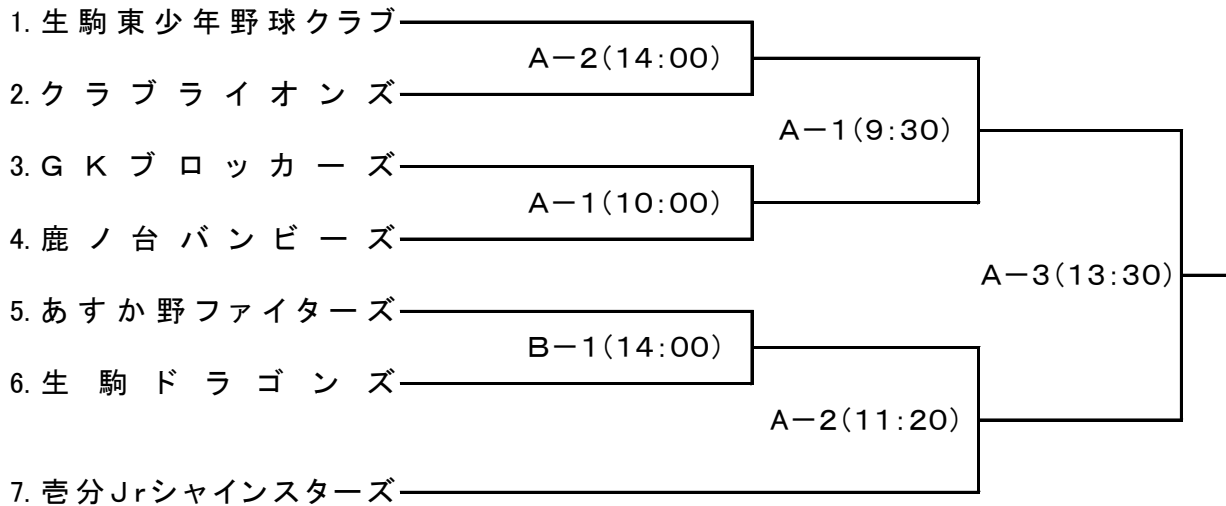 1. 生駒東少年野球クラブ
A－2(14:00)
2. クラブライオンズ
A－1(9:30)
3. GKブロッカーズ
A－1(10:00)
4. 鹿ノ台バンビーズ
A－3(13:30)
5. あすか野ファイターズ
B－1(14:00)
6. 生駒ドラゴンズ
A－2(11:20)
7. 壱分Jrシャインスターズ